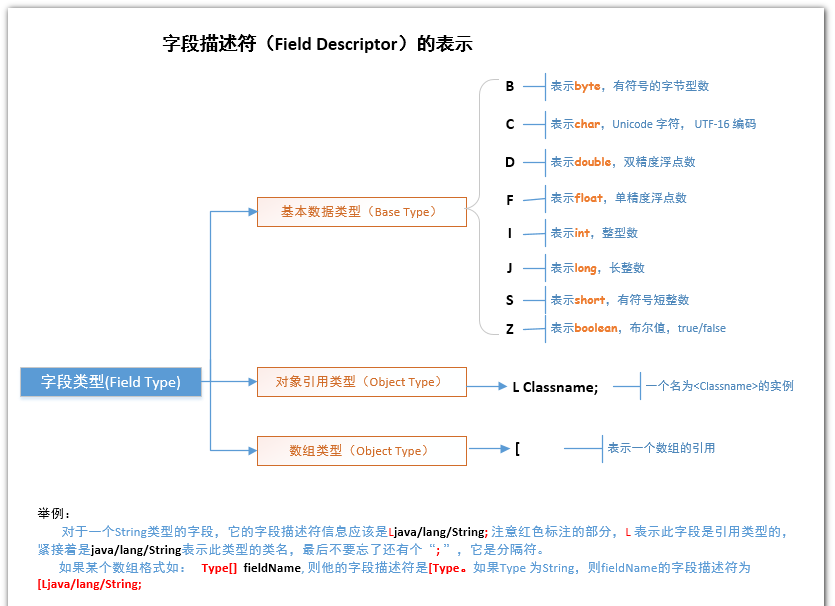 字段描述符（Field Descriptor）的表示
B 表示byte，有符号的字节型数
C 表示char，Unicode 字符， UTF-16 编码
D 表示double，双精度浮点数
基本数据类型（Base Type）
F 表示float，单精度浮点数
I 表示int，整型数
J 表示long，长整数
S 表示short，有符号短整数
Z 表示boolean，布尔值，true/false
字段类型(Field Type)
对象引用类型（Object Type）
L Classname; 一个名为<Classname>的实例
数组类型（Object Type）
[ 表示一个数组的引用
举例：
对于一个String类型的字段，它的字段描述符信息应该是Ljava/lang/String; 注意红色标注的部分，L 表示此字段是引用类型的，
紧接着是java/lang/String表示此类型的类名，最后不要忘了还有个“;”，它是分隔符。
如果某个数组格式如： Type[] fieldName, 则他的字段描述符是[Type。如果Type 为String，则fieldName的字段描述符为
[Ljava/lang/String;